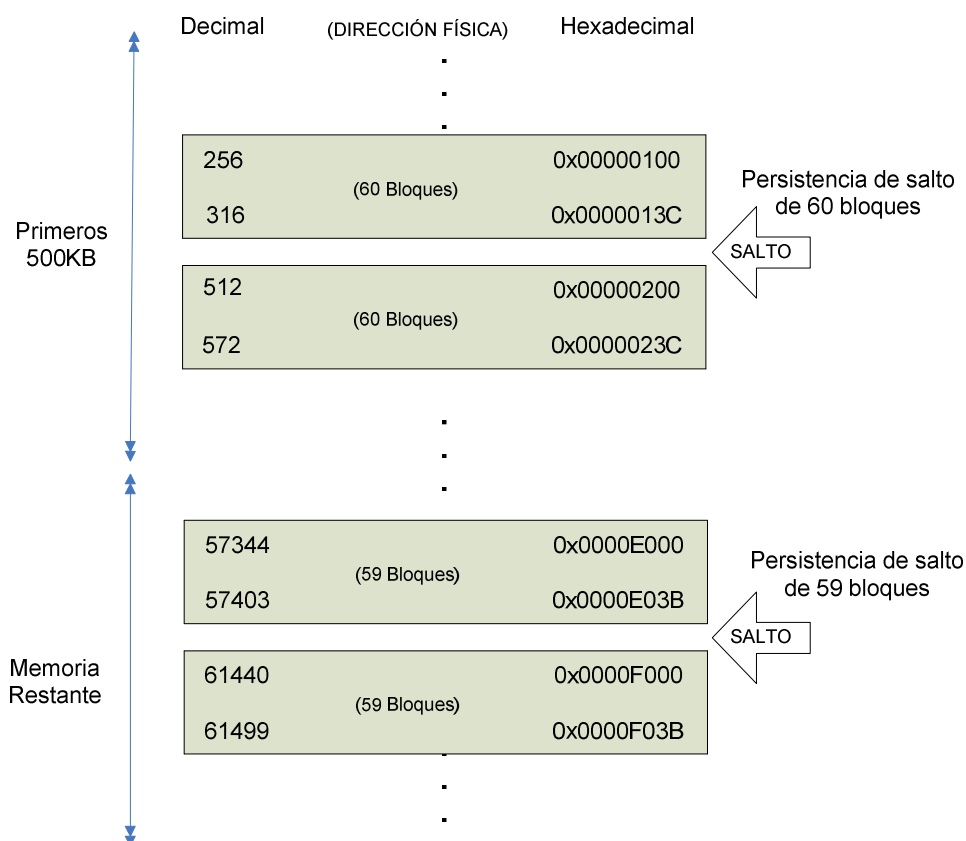 Decimal (DIRECCIÓN FÍSICA) Hexadecimal
256 0x00000100
(60 Bloques)
316 0x0000013C
Persistencia de salto
de 60 bloques
SALTO
Primeros
500KB
512 0x00000200
(60 Bloques)
572 0x0000023C
57344 0x0000E000
(59 Bloques)
57403 0x0000E03B
Persistencia de salto
de 59 bloques
SALTO
Memoria
Restante
61440 0x0000F000
(59 Bloques)
61499 0x0000F03B